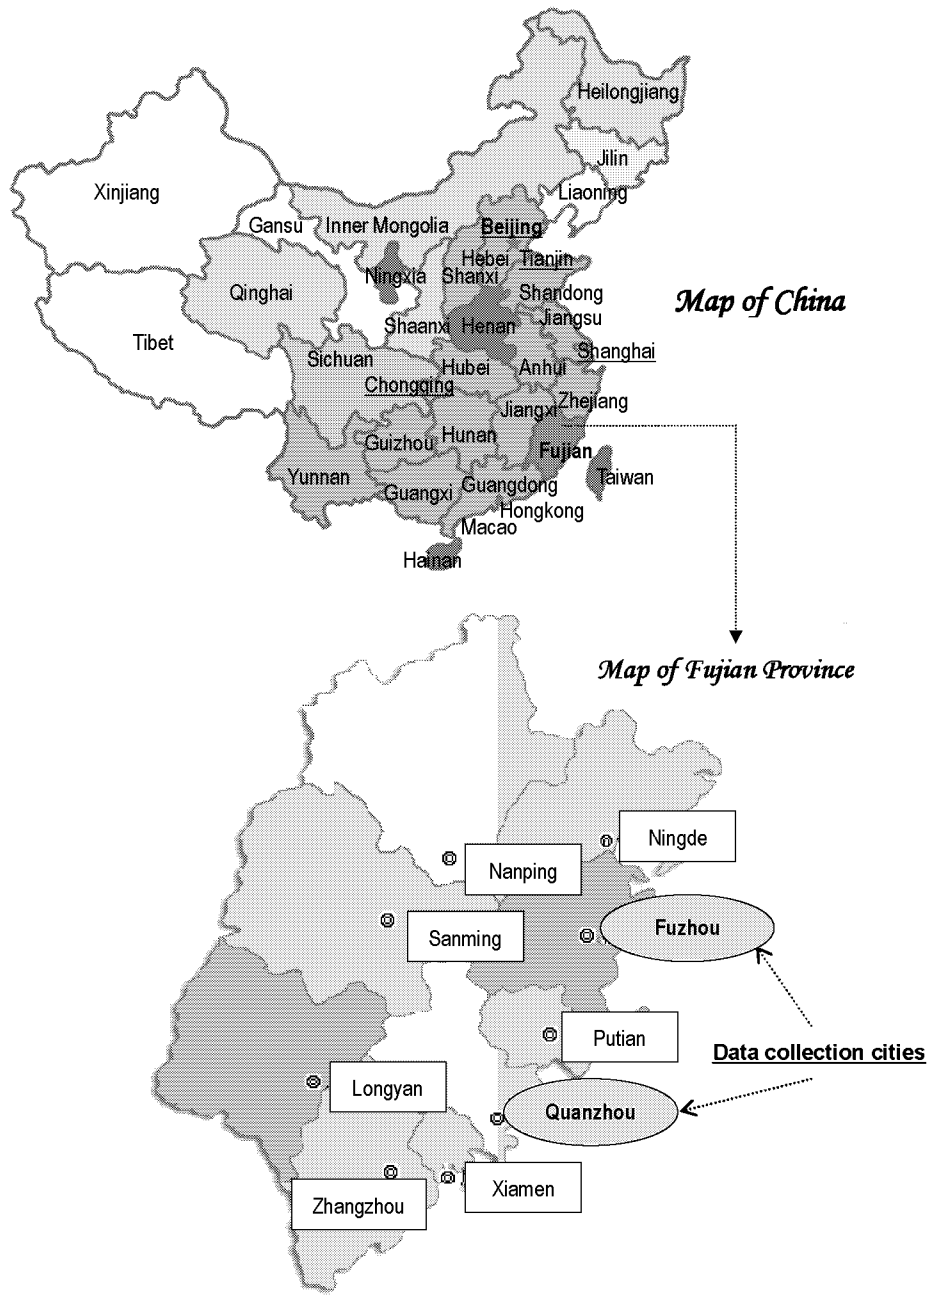 Heilongjiang
Jilin
Liaoning
Xinjiang
Gansu
Inner Mongolia
Beijing
Hebei
Tianjin
Ningxia
Shanxi
Qinghai
Shandong
Map of China
Jiangsu
Shaanxi
Henan
Tibet
Shanghai
Sichuan
Hubei
Anhui
Chongqing
Jiangxi
Zhejiang
Hunan
Guizhou
Fujian
Yunnan
Taiwan
Guangxi
Guangdong
Hongkong
Macao
Hainan
Map of Fujian Province
Ningde
Nanping
Fuzhou
Sanming
Putian
Data collection cities
Longyan
Quanzhou
Xiamen
Zhangzhou